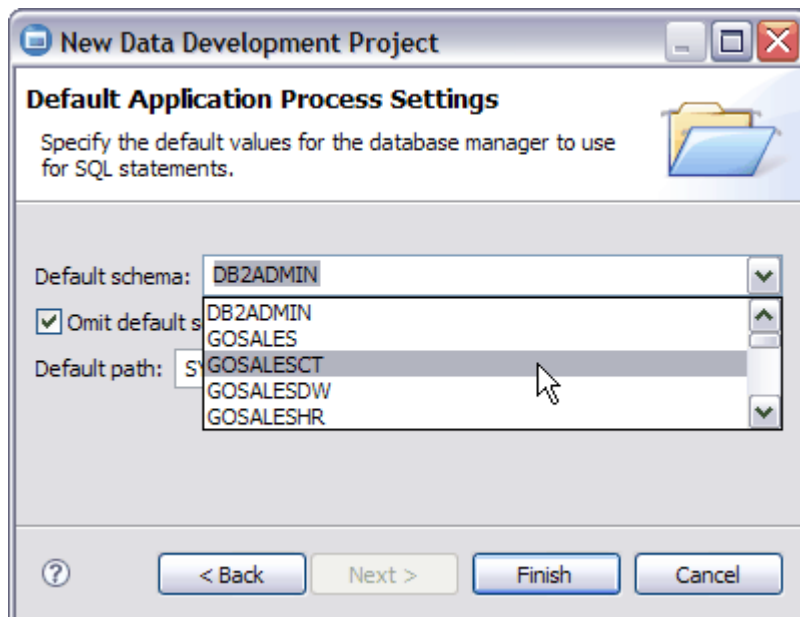 New Data Development Project
Default Application Process Settings
Specify the default values for the database manager to use
for SQL statements.
Default schema: DB2ADMIN
DB2ADMIN
Omit default s
GOSALES
GOSALESCT
Default path: SY
GOSALESDW
GOSALESHR
?
< Back Next > Finish Cancel